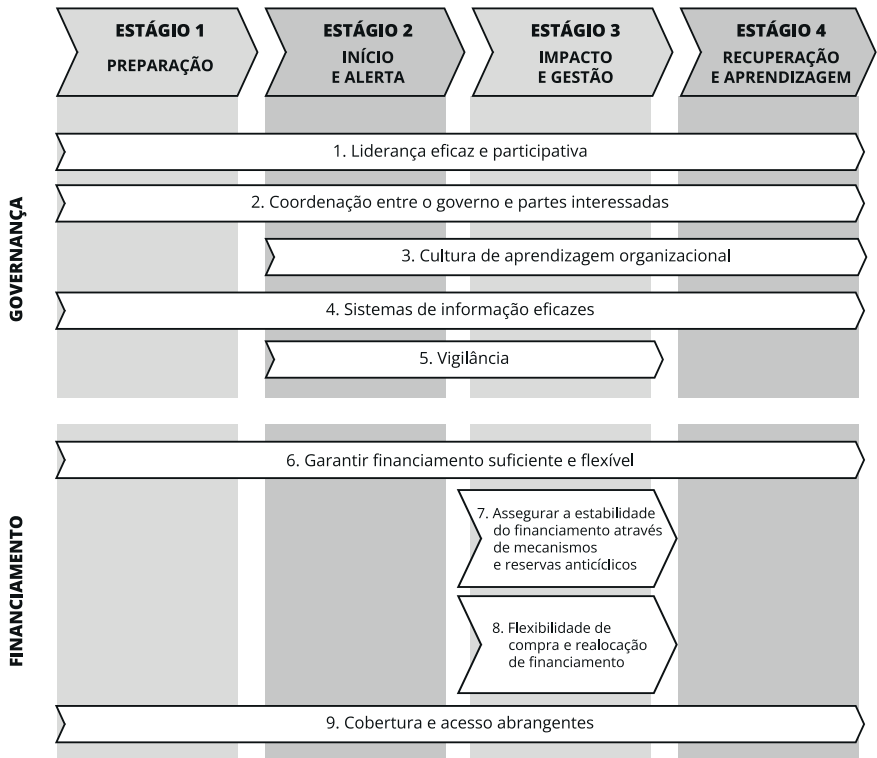 ESTÁGIO 1
PREPARAÇÃO
ESTÁGIO 2
INÍCIO
E ALERTA
ESTÁGIO 3
IMPACTO
E GESTÃO
ESTÁGIO 4
RECUPERAÇÃO
E APRENDIZAGEM
GOVERNANÇA
1. Liderança eficaz e participativa
2. Coordenação entre o governo e partes interessadas
3. Cultura de aprendizagem organizacional
4. Sistemas de informação eficazes
5. Vigilância
FINANCIAMENTO
6. Garantir financiamento suficiente e flexível
7. Assegurar a estabilidade
do financiamento através
de mecanismos
e reservas anticíclicos
8. Flexibilidade de
compra e realocação
de financiamento
9. Cobertura e acesso abrangentes